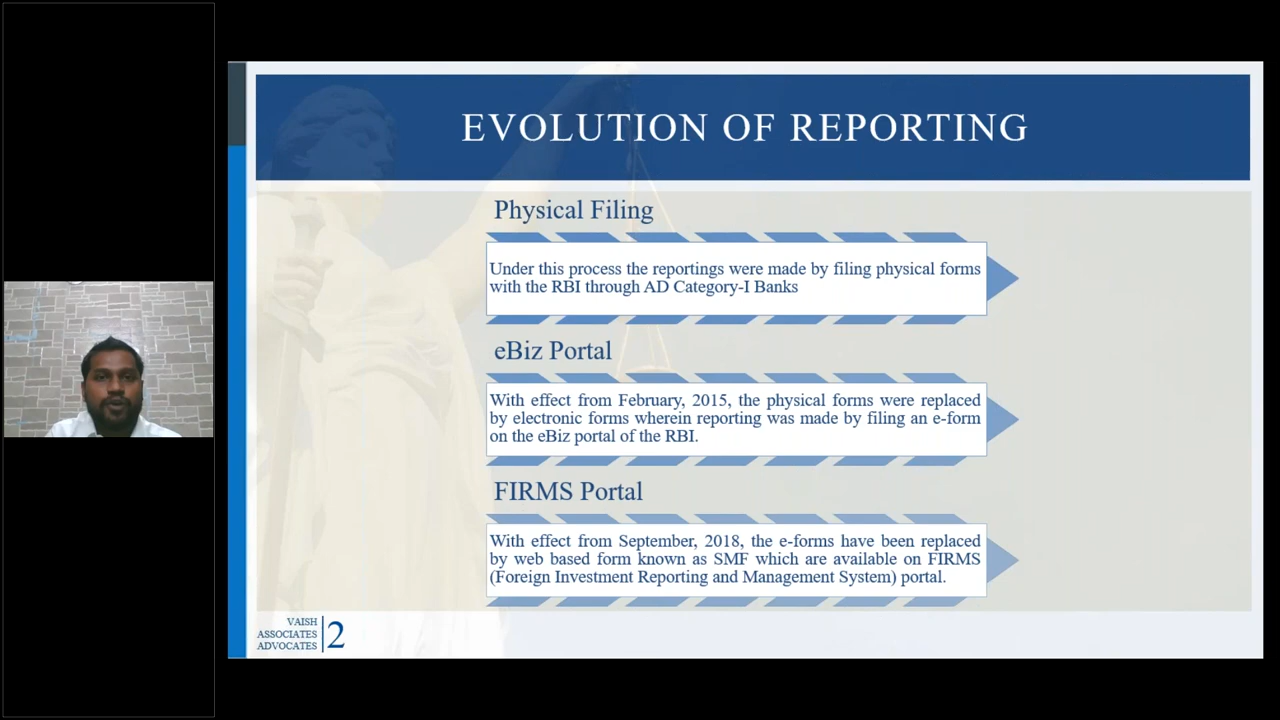 EVOLUTION OF REPORTING
Physical Filing
Under this process the reportings were made by filing physical forms
with the RBI through AD Category-I Banks
eBiz Portal
With effect from February, 2015, the physical forms were replaced
by electronic forms wherein reporting was made by filing an e-form
on the eBiz portal of the RBI.
FIRMS Portal
With effect from September, 2018, the e-forms have been replaced
by web based form known as SMF which are available on FIRMS
(Foreign Investment Reporting and Management System) portal.
VAISH
ASSOCIATES
ADVOCATES
2